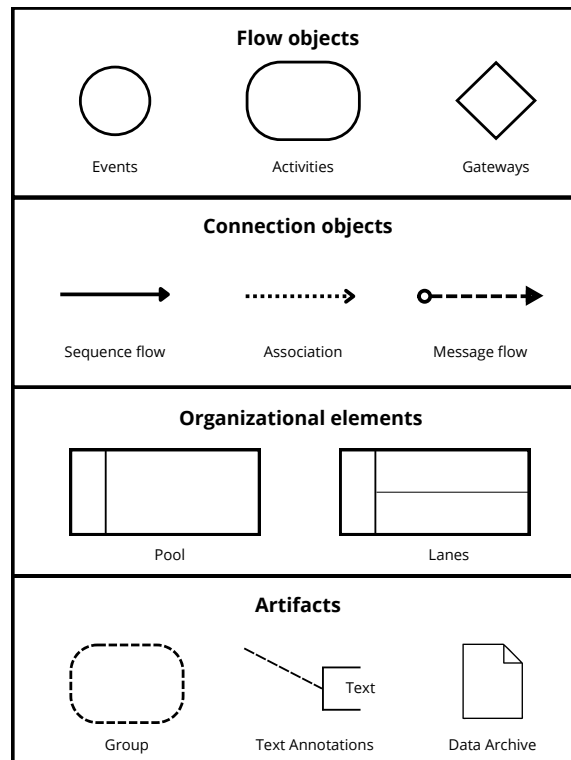 Flow objects
Events
Activities
Gateways
Connection objects
Sequence flow
Association
Message flow
Organizational elements
Pool
Lanes
Artifacts
Text
Group
Text Annotations
Data Archive